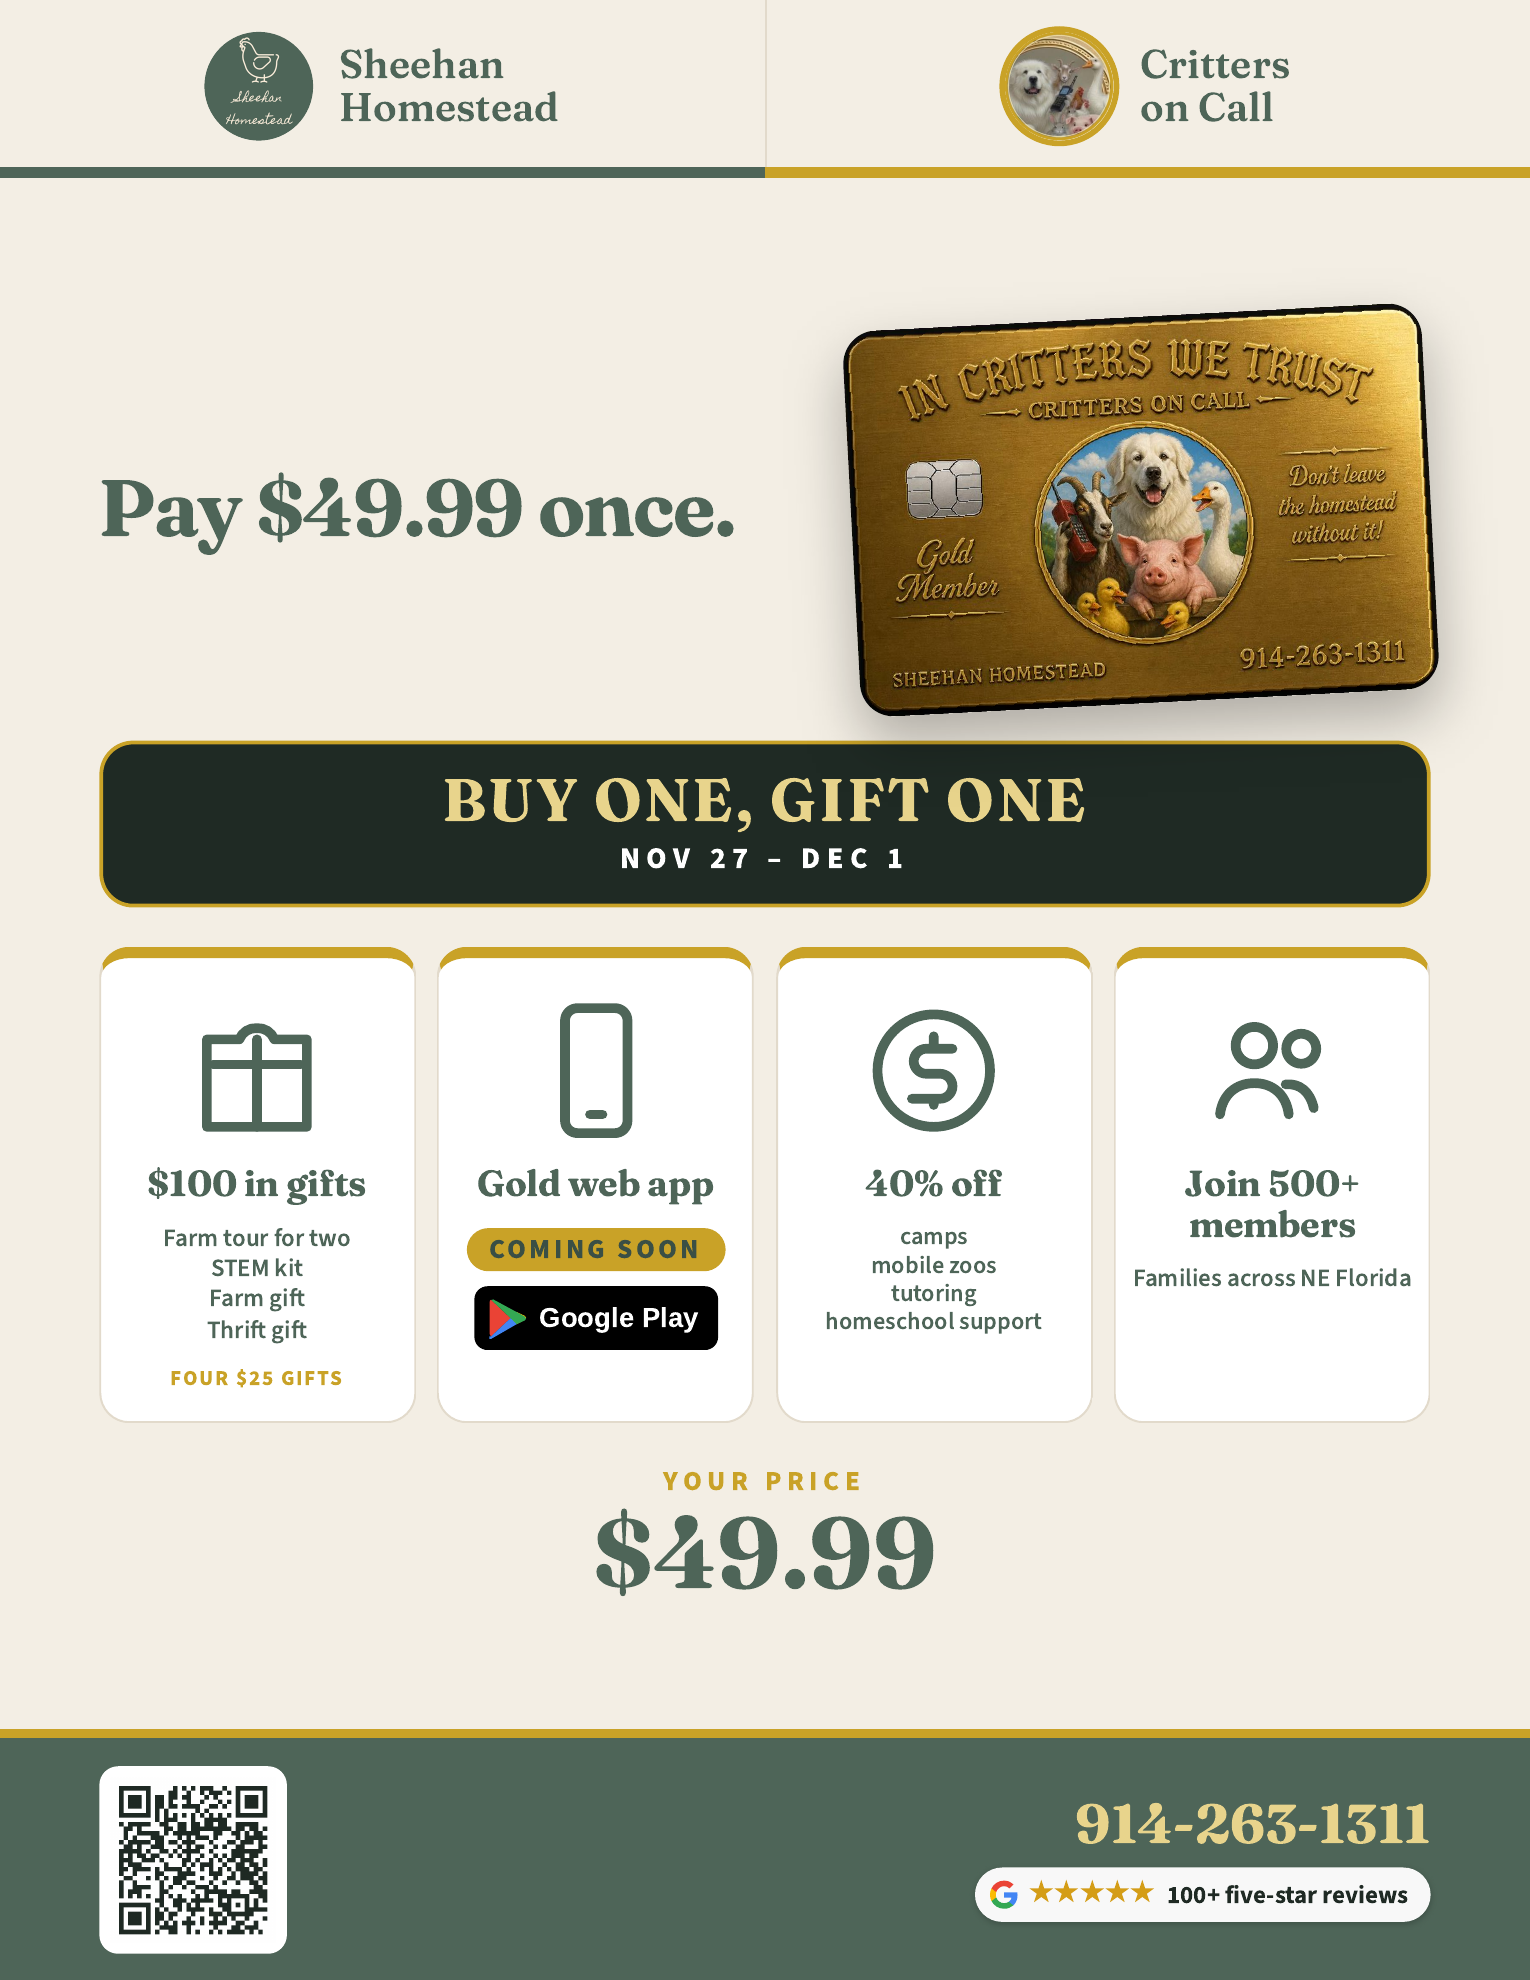 Sheehan
Homestead
Sheehan
Homestead
Critters
on Call
Pay $49.99 once.
IN CRITTERS WE TRUST
CRITTERS ON CALL
Don't leave
the homestead
without it!
Gold
Member
SHEEHAN HOMESTEAD
914-263-1311
BUY ONE, GIFT ONE
NOV 27 – DEC 1
$100 in gifts
Farm tour for two
STEM kit
Farm gift
Thrift gift
FOUR $25 GIFTS
Gold web app
COMING SOON
Google Play
40% off
camps
mobile zoos
tutoring
homeschool support
Join 500+
members
Families across NE Florida
YOUR PRICE
$49.99
914-263-1311
G ★★★★★ 100+ five-star reviews